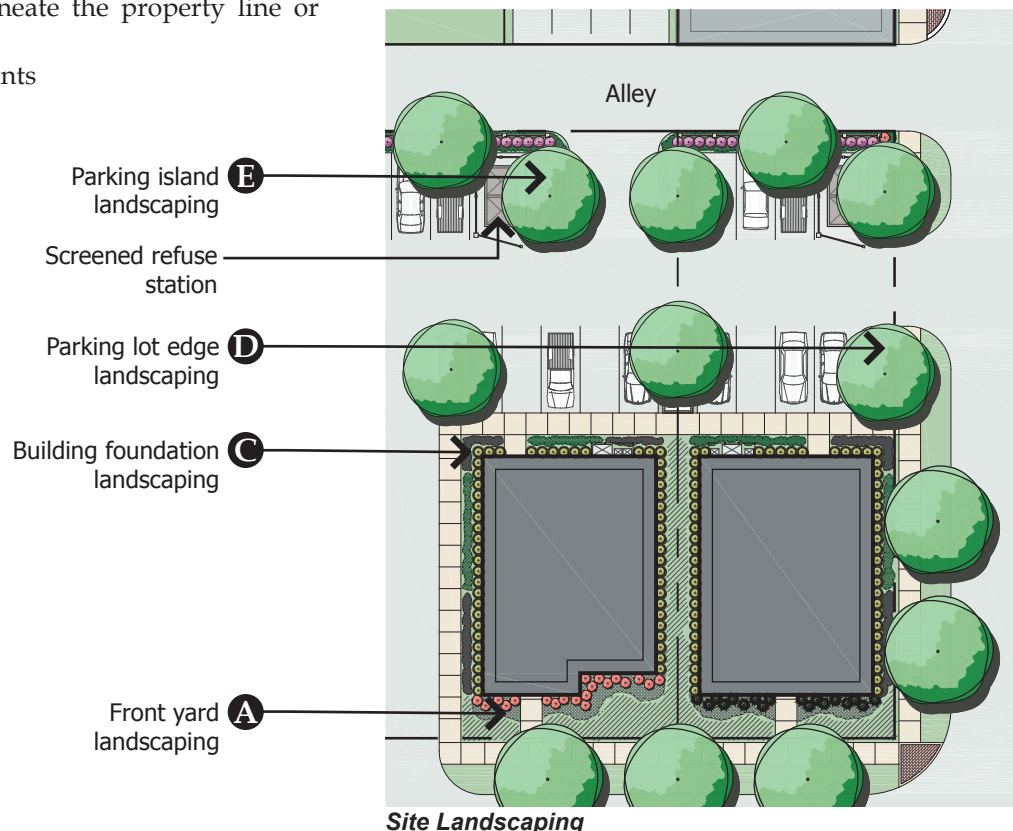 neate the property line or
nts
Alley
Parking island E
landscaping
Screened refuse
station
Parking lot edge D
landscaping
Building foundation C
landscaping
Front yard A
landscaping
Site Landscaping